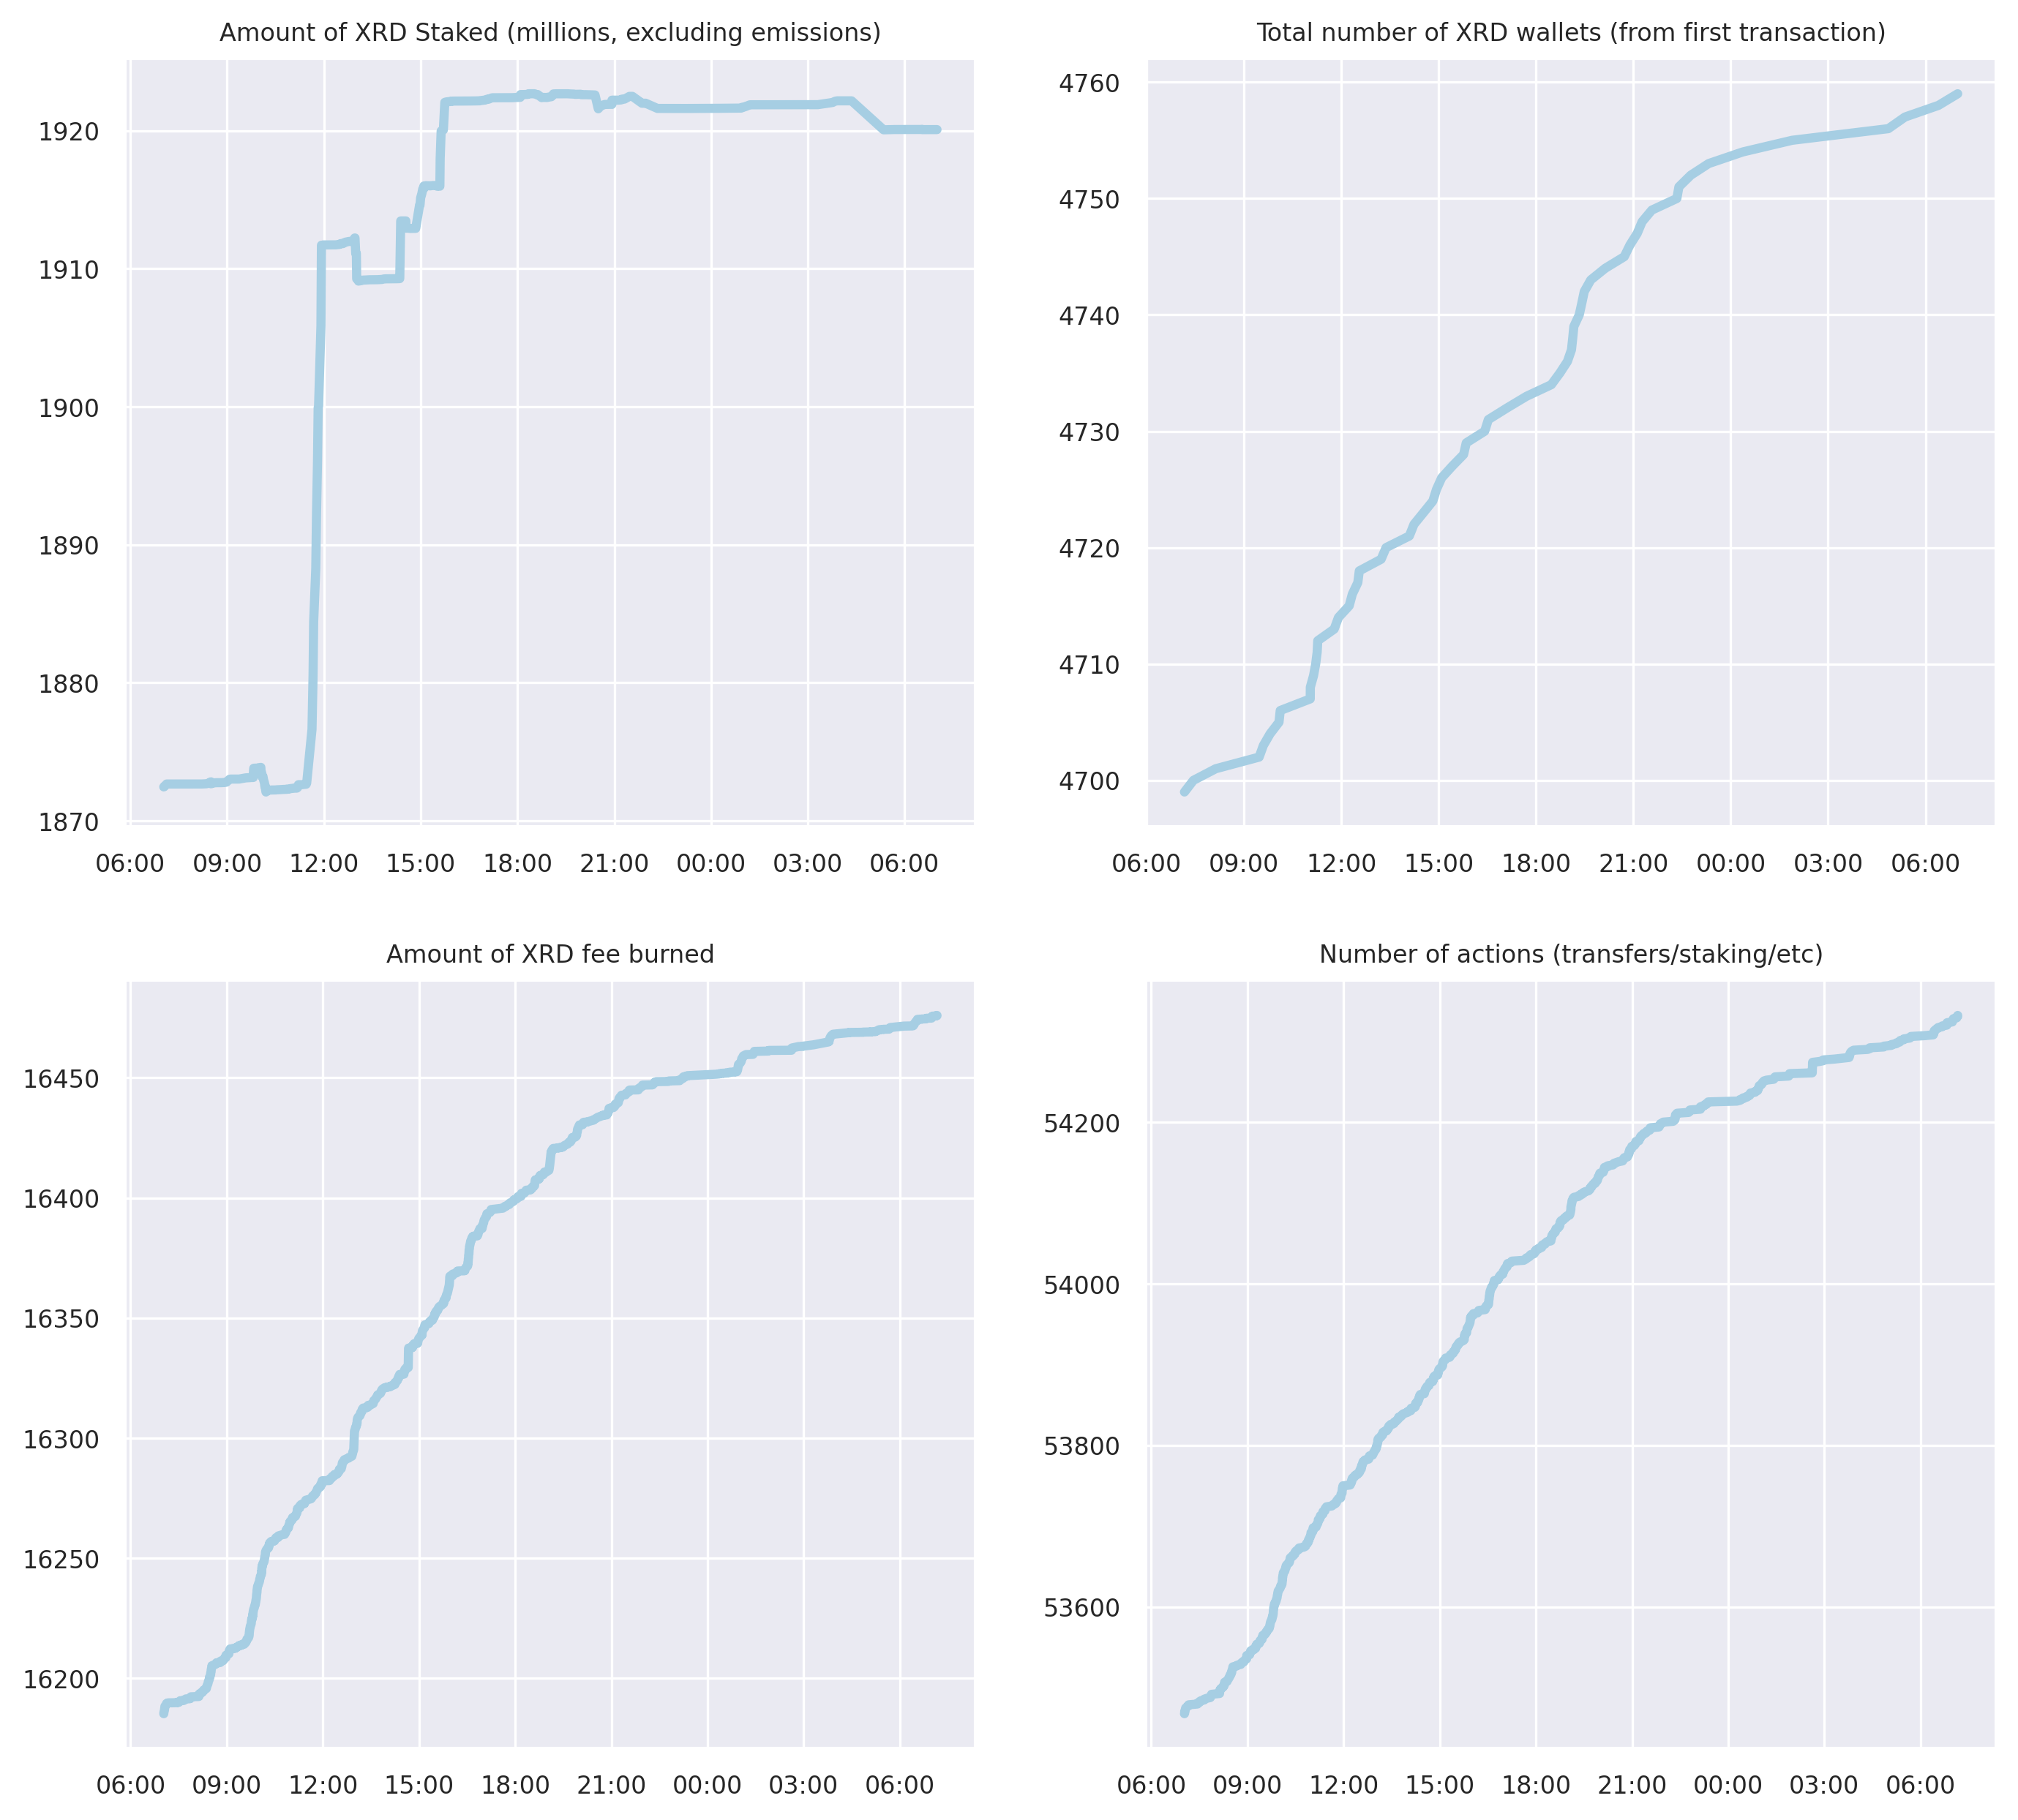 Amount of XRD Staked (millions, excluding emissions)
1920
1910
1900
1890
1880
1870
06:00 09:00 12:00 15:00 18:00 21:00 00:00 03:00 06:00
Total number of XRD wallets (from first transaction)
4760
4750
4740
4730
4720
4710
4700
06:00 09:00 12:00 15:00 18:00 21:00 00:00 03:00 06:00
Amount of XRD fee burned
16450
16400
16350
16300
16250
16200
06:00 09:00 12:00 15:00 18:00 21:00 00:00 03:00 06:00
Number of actions (transfers/staking/etc)
54200
54000
53800
53600
06:00 09:00 12:00 15:00 18:00 21:00 00:00 03:00 06:00